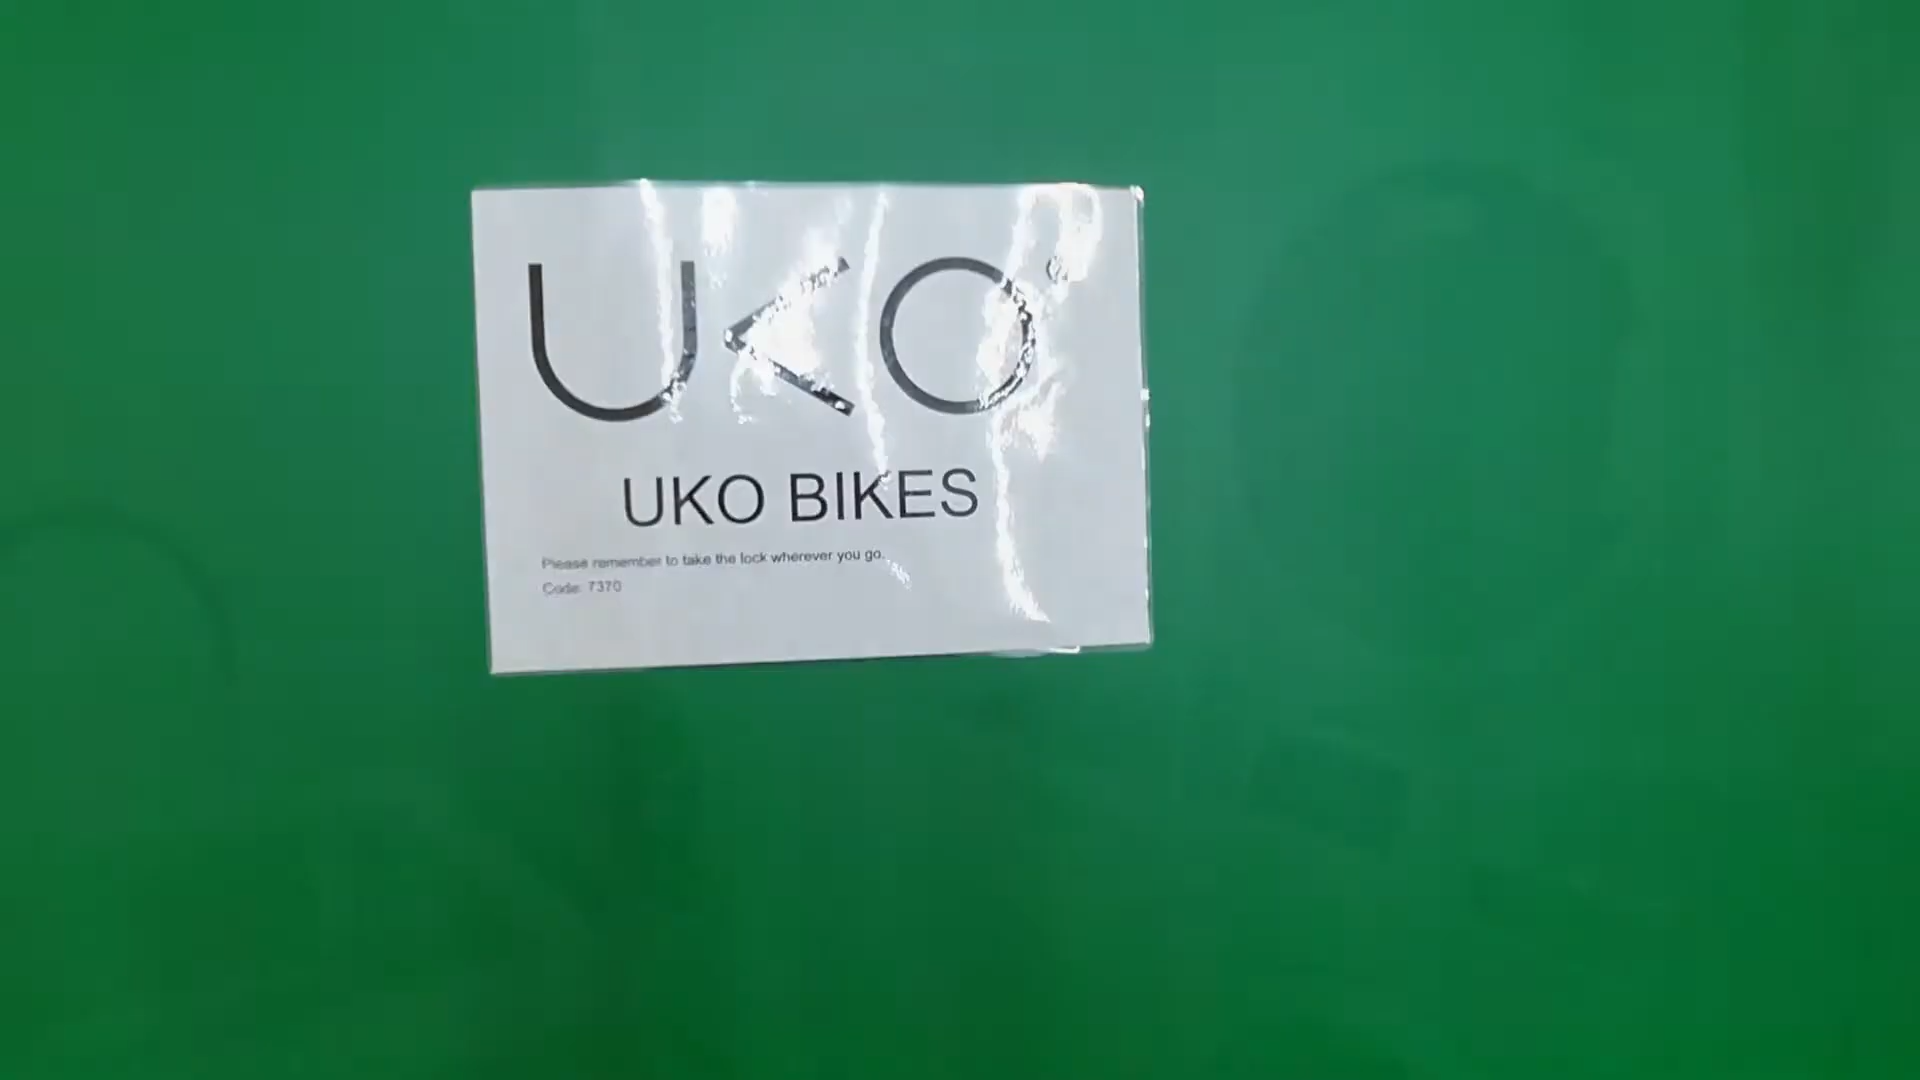 UKO
UKO BIKES
Please remember to take the lock wherever you go.
Code: 7370